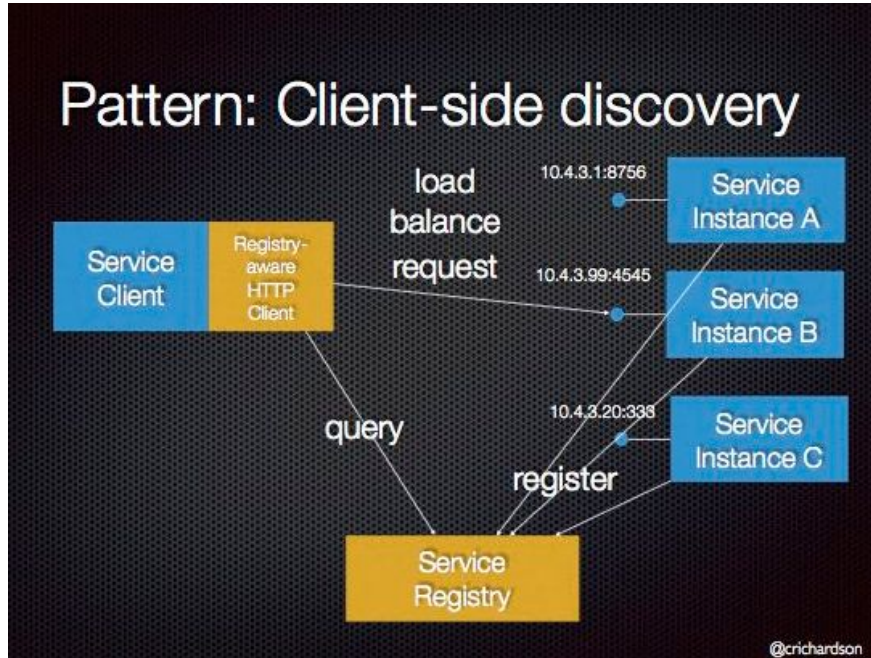 Pattern: Client-side discovery
load
balance
request
10.4.3.1:8756
Service
Instance A
Service
Client
Registry-
aware
HTTP
Client
10.4.3.99:4545
Service
Instance B
10.4.3.20:333
Service
Instance C
query
register
Service
Registry
@crichardson